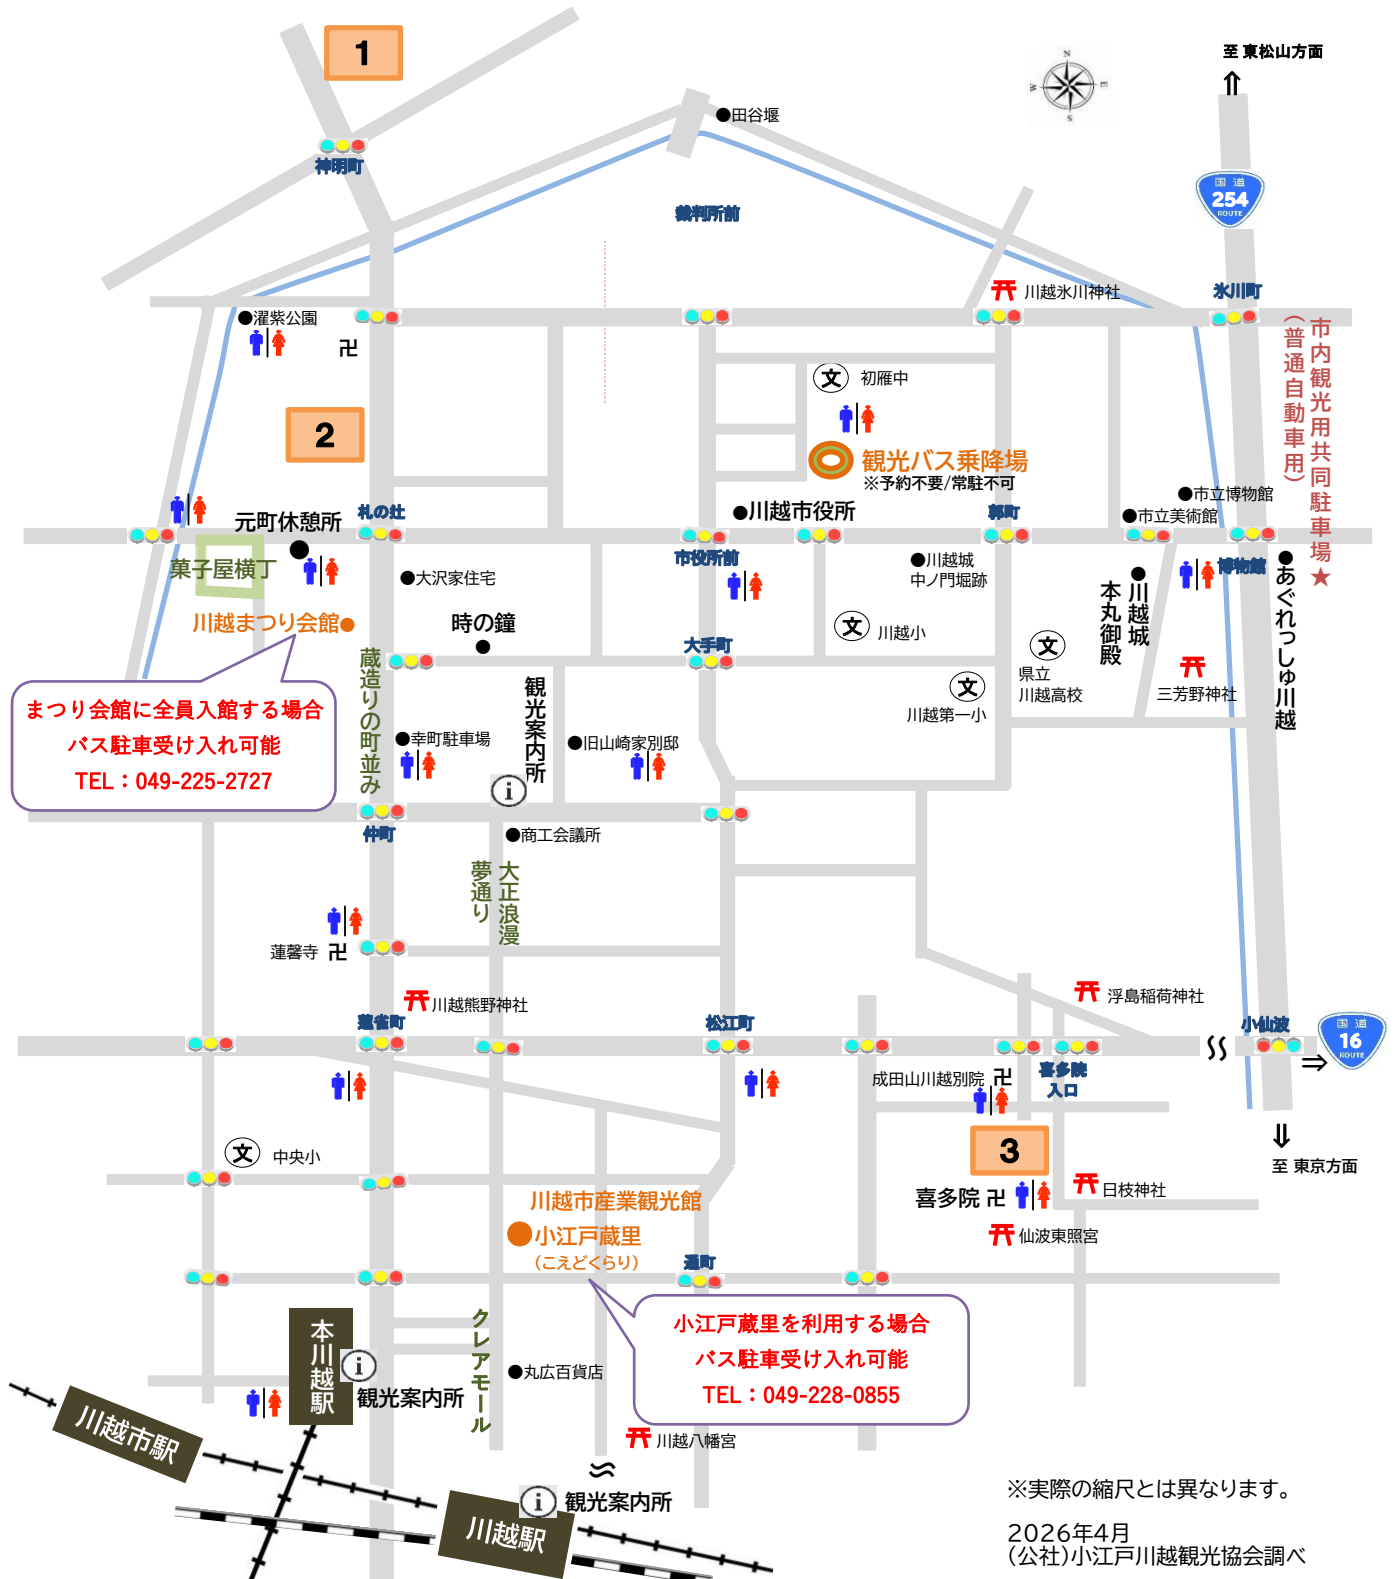 1
至 東松山方面
N
W
E
S
田谷堰
神明町
国道
254
ROUTE
裁判所前
川越氷川神社
氷川町
濯紫公園
市内観光用共同駐車場★
(普通自動車用)
文
初雁中
2
観光バス乗降場
※予約不要/常駐不可
市立博物館
元町休憩所
札の辻
川越市役所
郭町
市立美術館
菓子屋横丁
市役所前
川越城
中ノ門堀跡
博物館
大沢家住宅
川越城
本丸御殿
あぐれっしゅ川越
川越まつり会館
時の鐘
文
川越小
大手町
文
県立
川越高校
蔵造りの町並み
観光案内所
文
川越第一小
三芳野神社
まつり会館に全員入館する場合
バス駐車受け入れ可能
TEL:049-225-2727
幸町駐車場
旧山崎家別邸
i
仲町
商工会議所
大正浪漫
夢通り
蓮馨寺
川越熊野神社
浮島稲荷神社
蓮雀町
松江町
小仙波
国道
16
ROUTE
成田山川越別院
喜多院
入口
文
中央小
3
至 東京方面
喜多院
日枝神社
川越市産業観光館
小江戸蔵里
(こえどくらり)
仙波東照宮
通町
本川越駅
i
観光案内所
クレアモール
丸広百貨店
小江戸蔵里を利用する場合
バス駐車受け入れ可能
TEL:049-228-0855
川越市駅
川越八幡宮
i
観光案内所
川越駅
※実際の縮尺とは異なります。
2026年4月
(公社)小江戸川越観光協会調べ